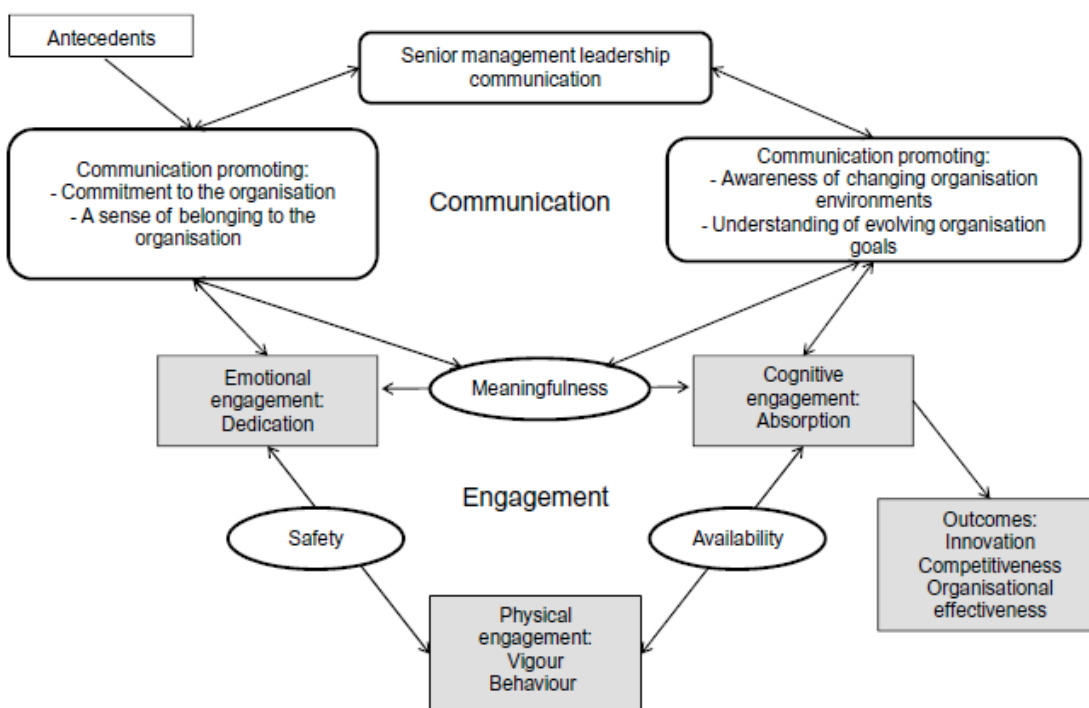 Antecedents
Senior management leadership
communication
Communication promoting:
- Commitment to the organisation
- A sense of belonging to the
organisation
Communication
Communication promoting:
- Awareness of changing organisation
environments
- Understanding of evolving organisation
goals
Emotional
engagement:
Dedication
Meaningfulness
Cognitive
engagement:
Absorption
Engagement
Safety
Availability
Outcomes:
Innovation
Competitiveness
Organisational
effectiveness
Physical
engagement:
Vigour
Behaviour